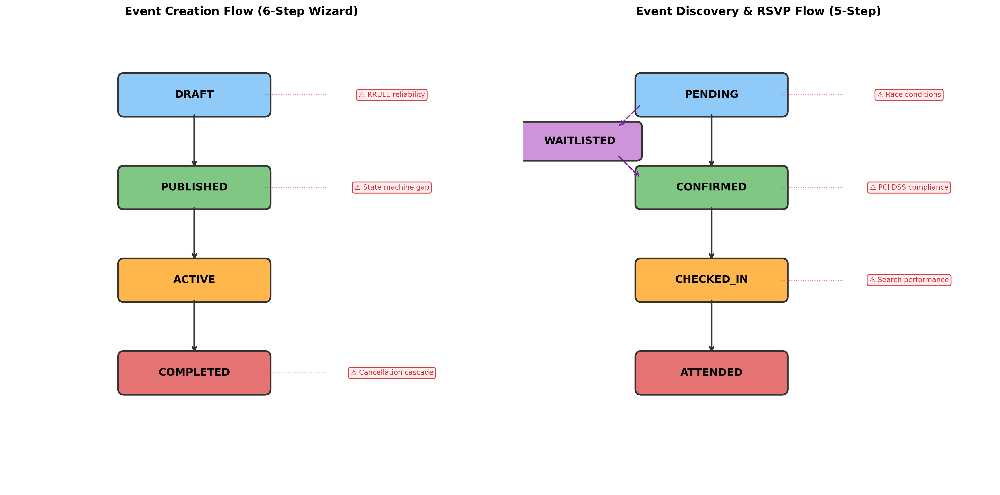 Event Creation Flow (6-Step Wizard)
DRAFT
⚠ RRULE reliability
PUBLISHED
⚠ State machine gap
ACTIVE
COMPLETED
⚠ Cancellation cascade
Event Discovery & RSVP Flow (5-Step)
PENDING
⚠ Race conditions
WAITLISTED
CONFIRMED
⚠ PCI DSS compliance
CHECKED_IN
⚠ Search performance
ATTENDED